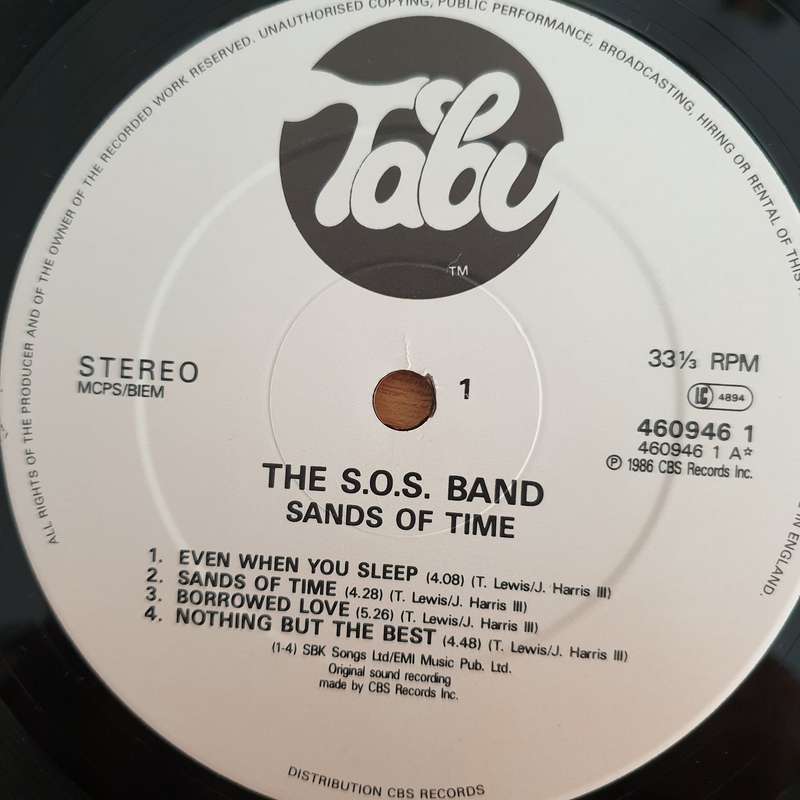 ALL RIGHTS OF THE PRODUCER AND OF THE OWNER OF THE RECORDED WORK RESERVED. UNAUTHORISED COPYING, PUBLIC PERFORMANCE, BROADCASTING, HIRING OR RENTAL OF THIS
IN ENGLAND.
Tabu
TM
STEREO
MCPS/BIEM
1
33⅓ RPM
LC 4894
460946 1
460946 1 A☆
℗ 1986 CBS Records Inc.
THE S.O.S. BAND
SANDS OF TIME
1. EVEN WHEN YOU SLEEP (4.08) (T. Lewis/J. Harris III)
2. SANDS OF TIME (4.28) (T. Lewis/J. Harris III)
3. BORROWED LOVE (5.26) (T. Lewis/J. Harris III)
4. NOTHING BUT THE BEST (4.48) (T. Lewis/J. Harris III)
(1-4) SBK Songs Ltd/EMI Music Pub. Ltd.
Original sound recording
made by CBS Records Inc.
DISTRIBUTION CBS RECORDS